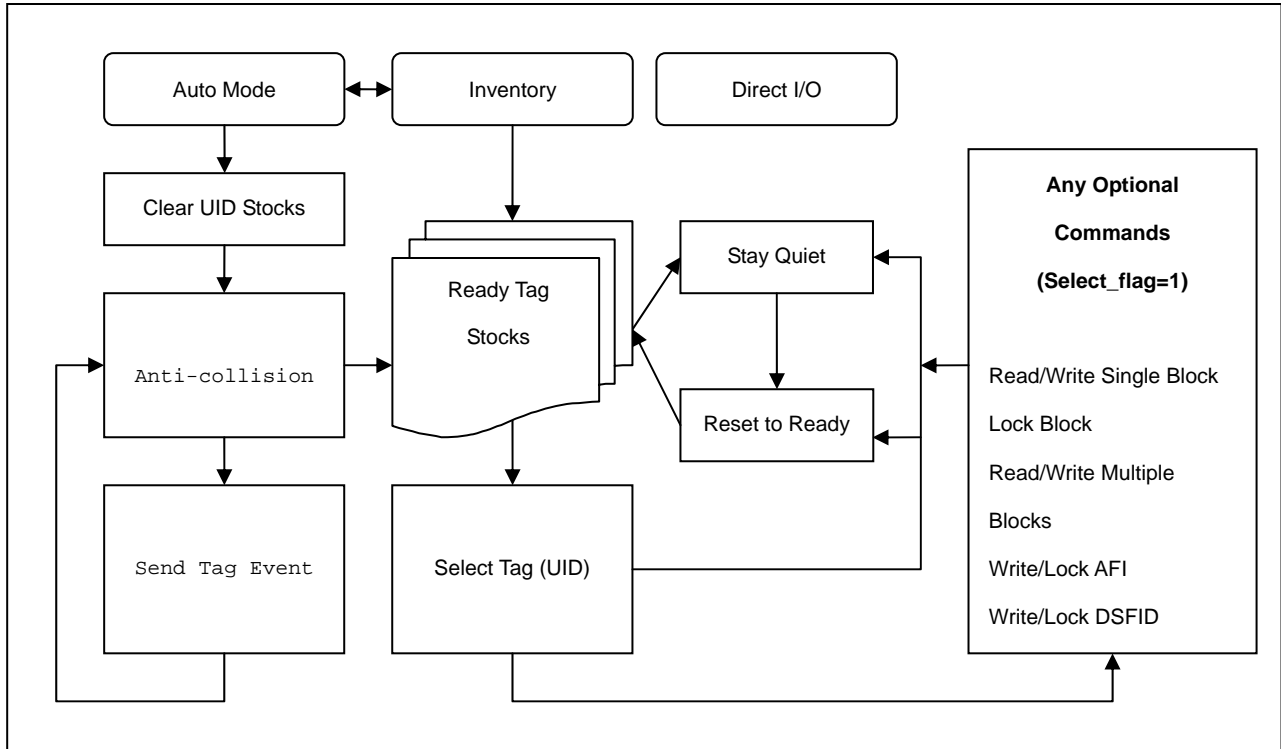 Auto Mode
Inventory
Direct I/O
Clear UID Stocks
Ready Tag
Stocks
Stay Quiet
Any Optional
Commands
(Select_flag=1)
Anti-collision
Reset to Ready
Read/Write Single Block
Lock Block
Read/Write Multiple
Blocks
Write/Lock AFI
Write/Lock DSFID
Send Tag Event
Select Tag (UID)